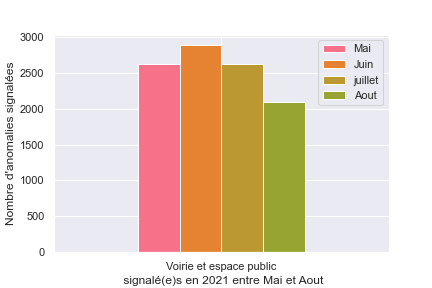 3000
2500
2000
1500
1000
500
0
Nombre d'anomalies signalées
Mai
Juin
juillet
Aout
Voirie et espace public
signalé(e)s en 2021 entre Mai et Aout